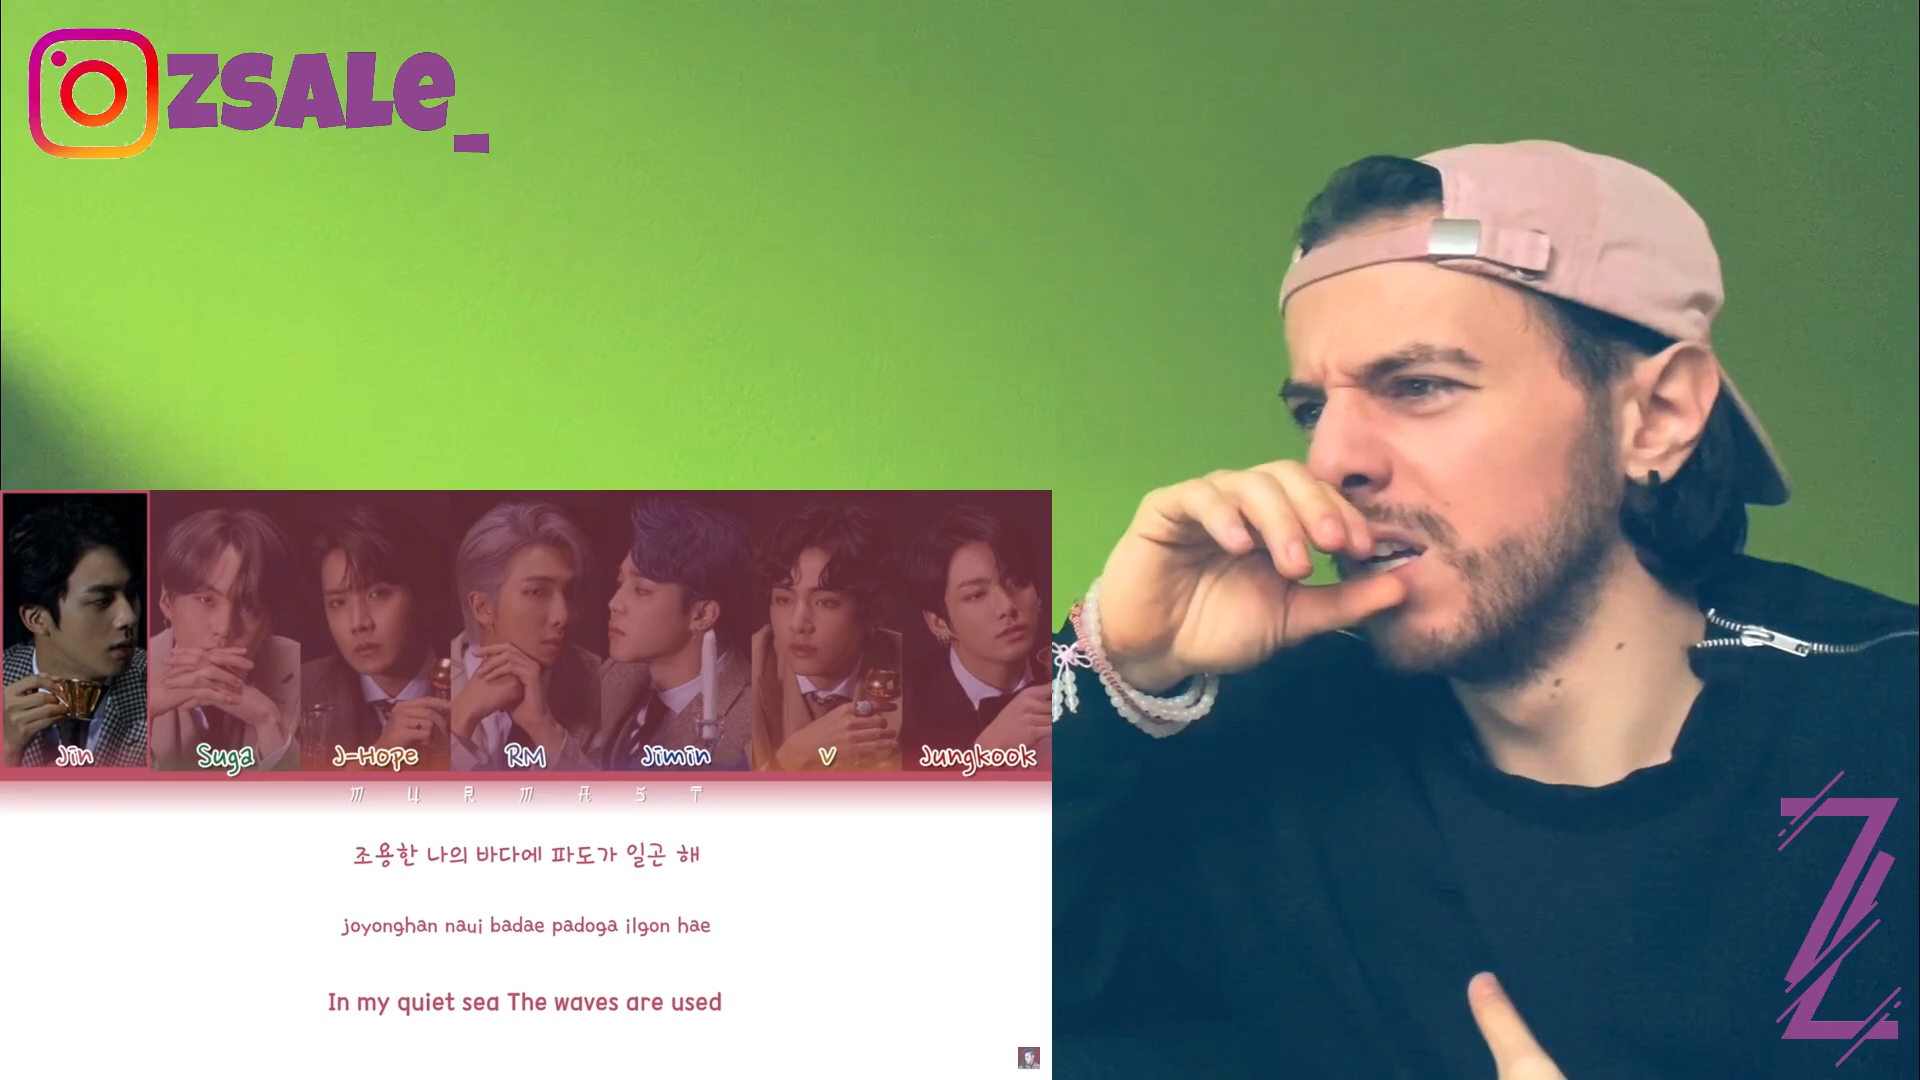 ZSALE_
Jin
Suga
J-Hope
RM
Jimin
V
Jungkook
조용한 나의 바다에 파도가 일곤 해
joyonghan naui badae padoga ilgon hae
In my quiet sea The waves are used
Z